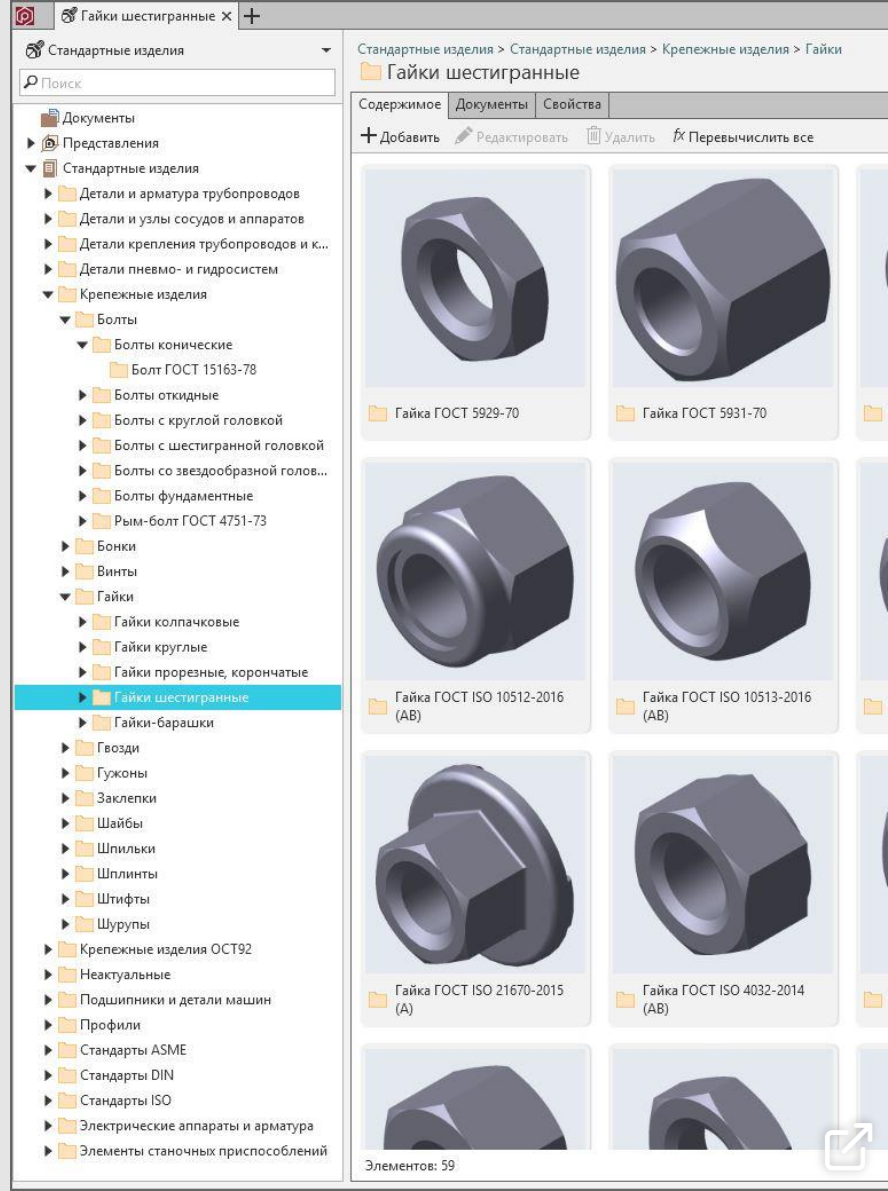 Гайки шестигранные
Стандартные изделия
Поиск
Документы
Представления
Стандартные изделия
Детали и арматура трубопроводов
Детали и узлы сосудов и аппаратов
Детали крепления трубопроводов и к...
Детали пневмо- и гидросистем
Крепежные изделия
Болты
Болты конические
Болт ГОСТ 15163-78
Болты откидные
Болты с круглой головкой
Болты с шестигранной головкой
Болты со звездообразной голов...
Болты фундаментные
Рым-болт ГОСТ 4751-73
Бонки
Винты
Гайки
Гайки колпачковые
Гайки круглые
Гайки прорезные, корончатые
Гайки шестигранные
Гайки-барашки
Гвозди
Гужоны
Заклепки
Шайбы
Шпильки
Шплинты
Штифты
Шурупы
Крепежные изделия ОСТ92
Неактуальные
Подшипники и детали машин
Профили
Стандарты ASME
Стандарты DIN
Стандарты ISO
Электрические аппараты и арматура
Элементы станочных приспособлений
Стандартные изделия > Стандартные изделия > Крепежные изделия > Гайки
Гайки шестигранные
Содержимое Документы Свойства
Добавить Редактировать Удалить fx Перевычислить все
Гайка ГОСТ 5929-70
Гайка ГОСТ 5931-70
Гайка ГОСТ ISO 10512-2016
(AB)
Гайка ГОСТ ISO 10513-2016
(AB)
Гайка ГОСТ ISO 21670-2015
(A)
Гайка ГОСТ ISO 4032-2014
(AB)
Элементов: 59